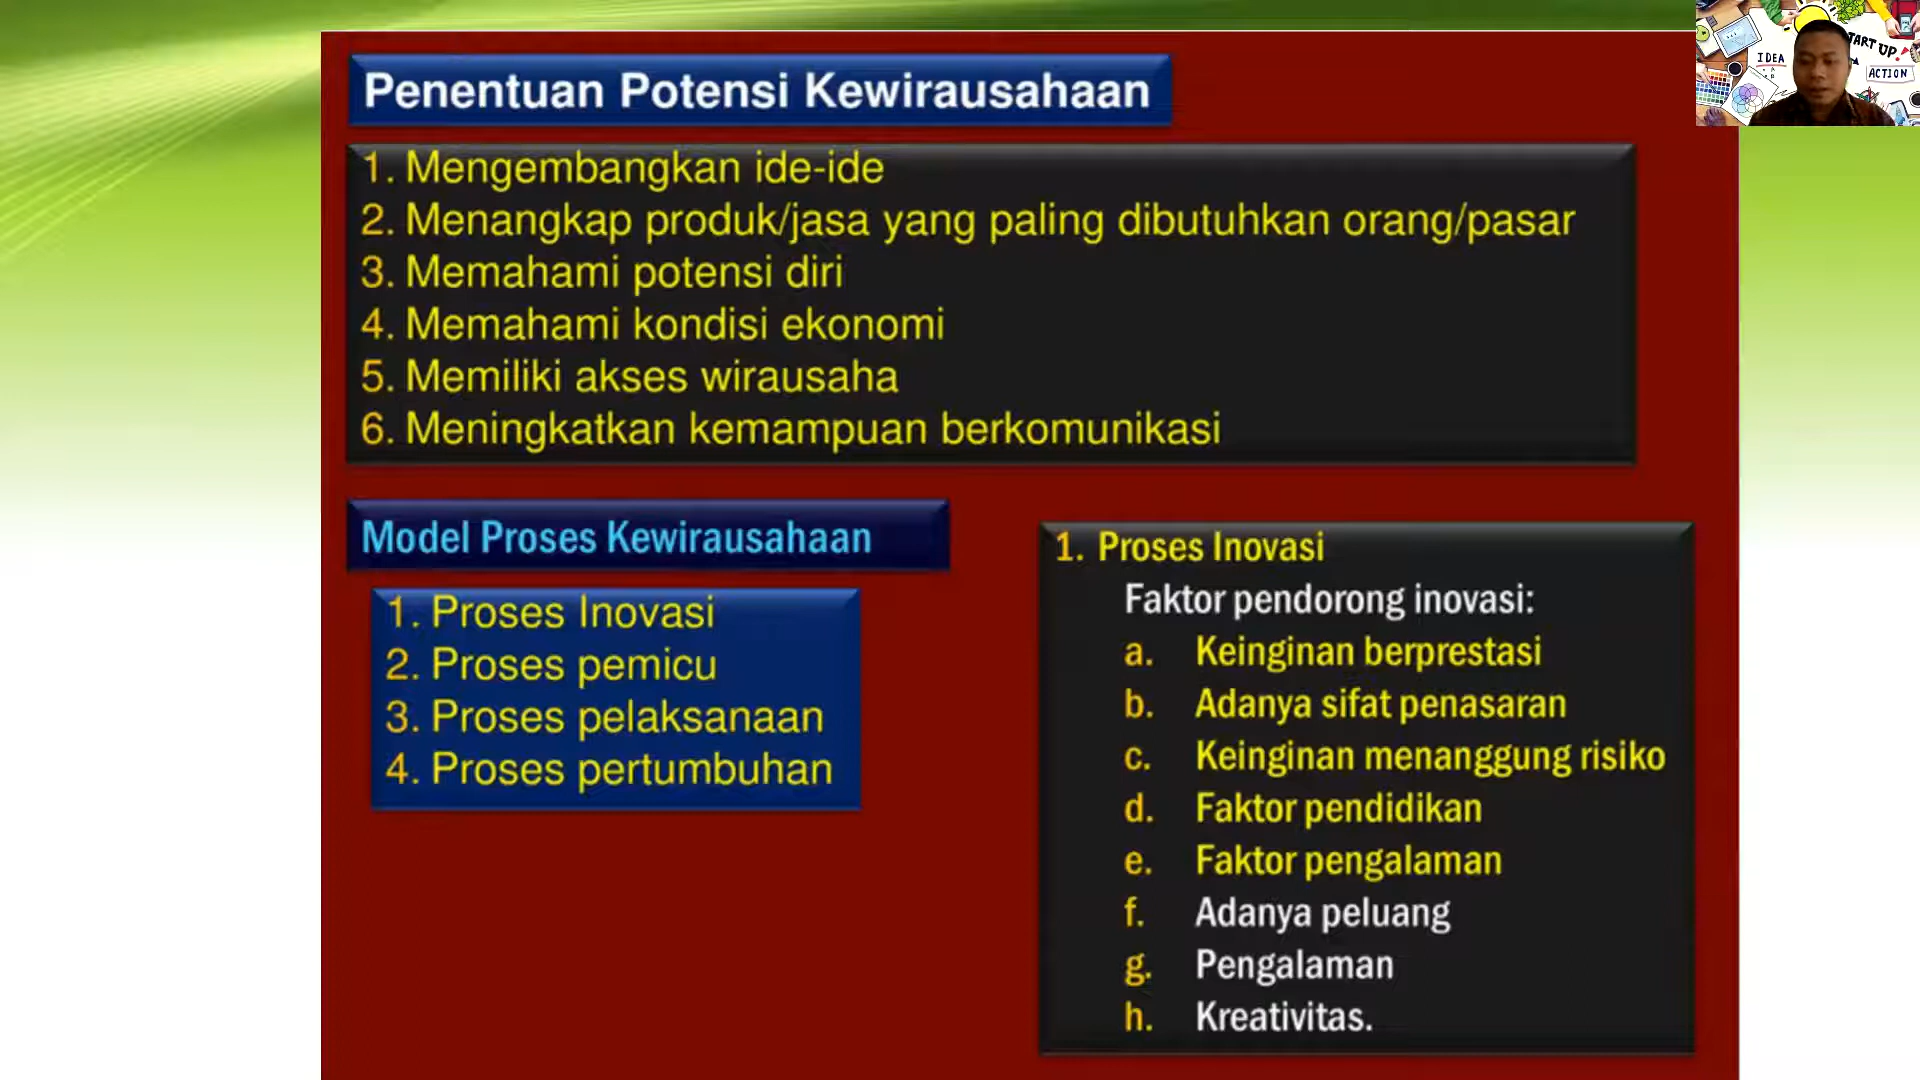 Penentuan Potensi Kewirausahaan
1. Mengembangkan ide-ide
2. Menangkap produk/jasa yang paling dibutuhkan orang/pasar
3. Memahami potensi diri
4. Memahami kondisi ekonomi
5. Memiliki akses wirausaha
6. Meningkatkan kemampuan berkomunikasi
Model Proses Kewirausahaan
1. Proses Inovasi
2. Proses pemicu
3. Proses pelaksanaan
4. Proses pertumbuhan
1. Proses Inovasi
Faktor pendorong inovasi:
a. Keinginan berprestasi
b. Adanya sifat penasaran
c. Keinginan menanggung risiko
d. Faktor pendidikan
e. Faktor pengalaman
f. Adanya peluang
g. Pengalaman
h. Kreativitas.
IDEA
TART UP!
ACTION